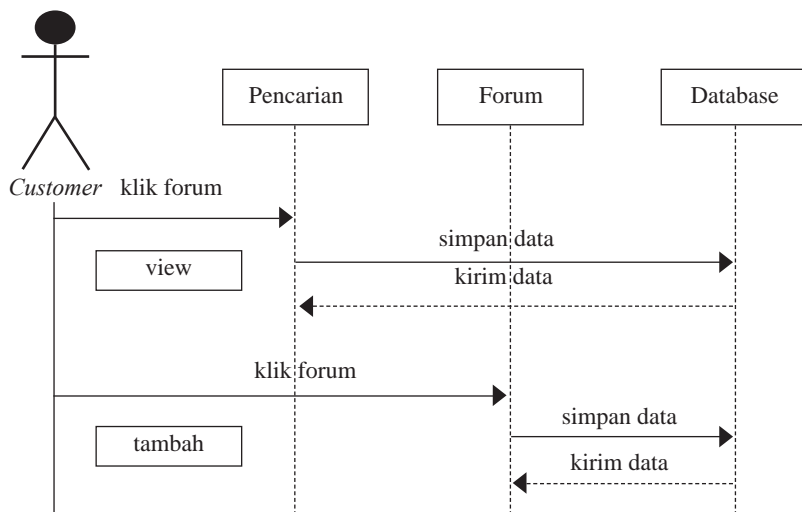 Pencarian
Forum
Database
Customer
klik forum
simpan data
view
kirim data
klik forum
simpan data
tambah
kirim data